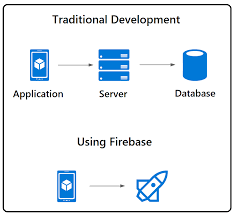 Traditional Development
Application Server Database
Using Firebase